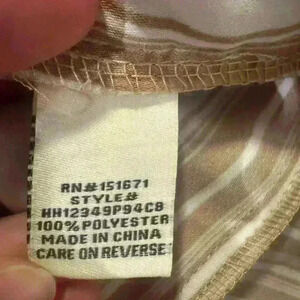 RN#151671
STYLE#
HH12349P94C8
100%POLYESTER
MADE IN CHINA
CARE ON REVERSE